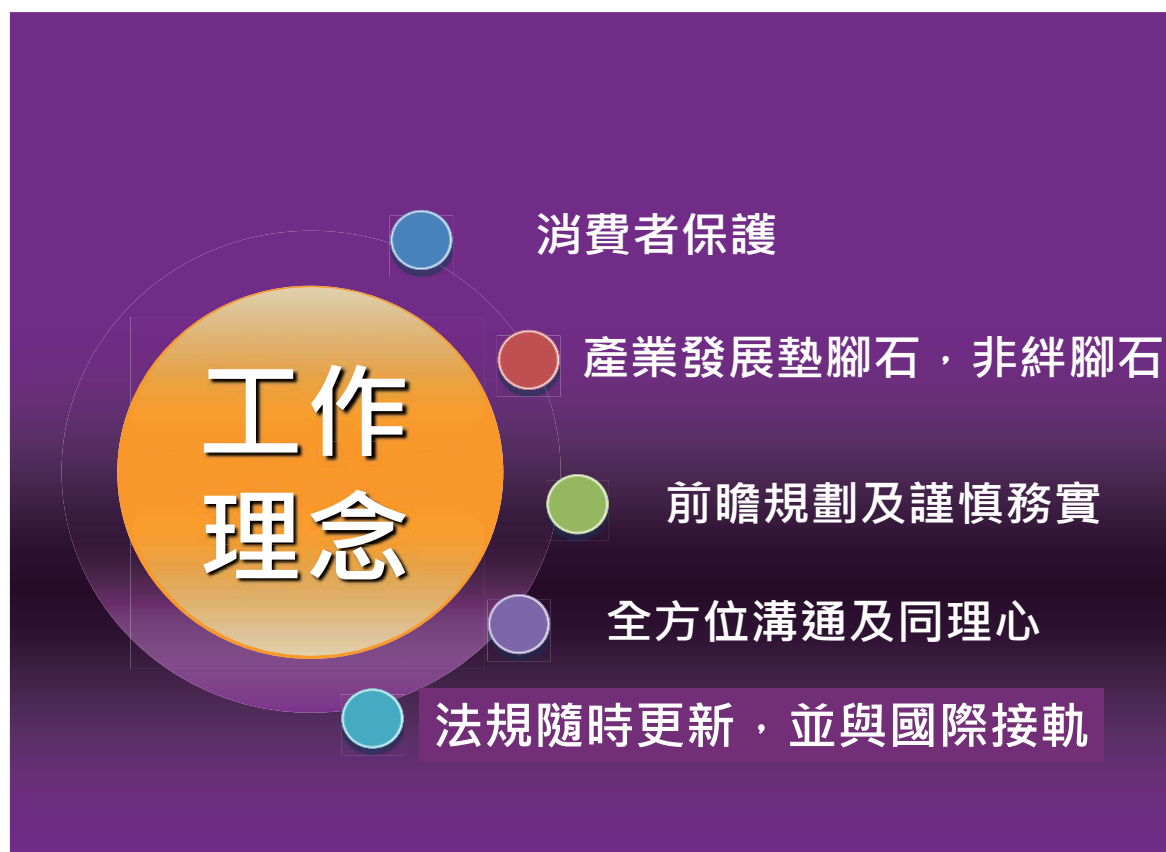 工作
理念
消費者保護
產業發展墊腳石，非絆腳石
前瞻規劃及謹慎務實
全方位溝通及同理心
法規隨時更新，並與國際接軌